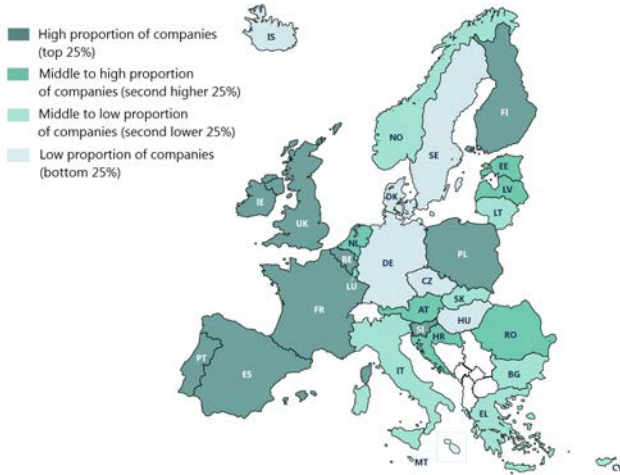 High proportion of companies
(top 25%)
Middle to high proportion
of companies (second higher 25%)
Middle to low proportion
of companies (second lower 25%)
Low proportion of companies
(bottom 25%)
IS
FI
NO
SE
EE
LV
LT
DK
IE
UK
NL
BE
LU
DE
PL
CZ
SK
AT
HU
FR
SI
HR
RO
PT
ES
IT
BG
EL
MT
CY